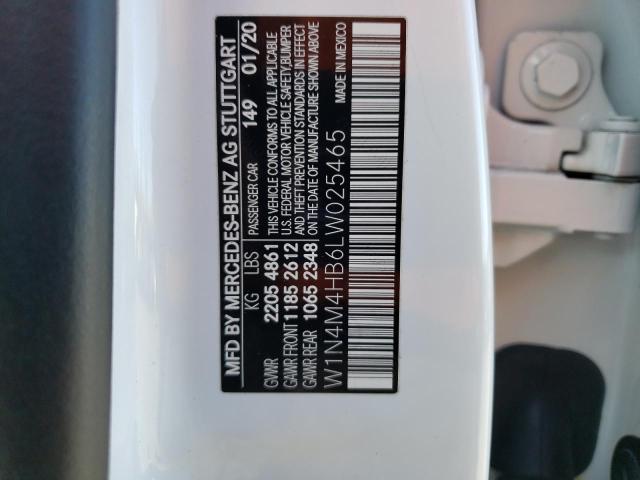 MFD BY MERCEDES-BENZ AG STUTTGART
KG LBS PASSENGER CAR 149 01/20
GVWR 2205 4861
GAWR FRONT 1185 2612
GAWR REAR 1065 2348
THIS VEHICLE CONFORMS TO ALL APPLICABLE
U.S. FEDERAL MOTOR VEHICLE SAFETY, BUMPER
AND THEFT PREVENTION STANDARDS IN EFFECT
ON THE DATE OF MANUFACTURE SHOWN ABOVE
W1N4M4HB6LW025465 MADE IN MEXICO